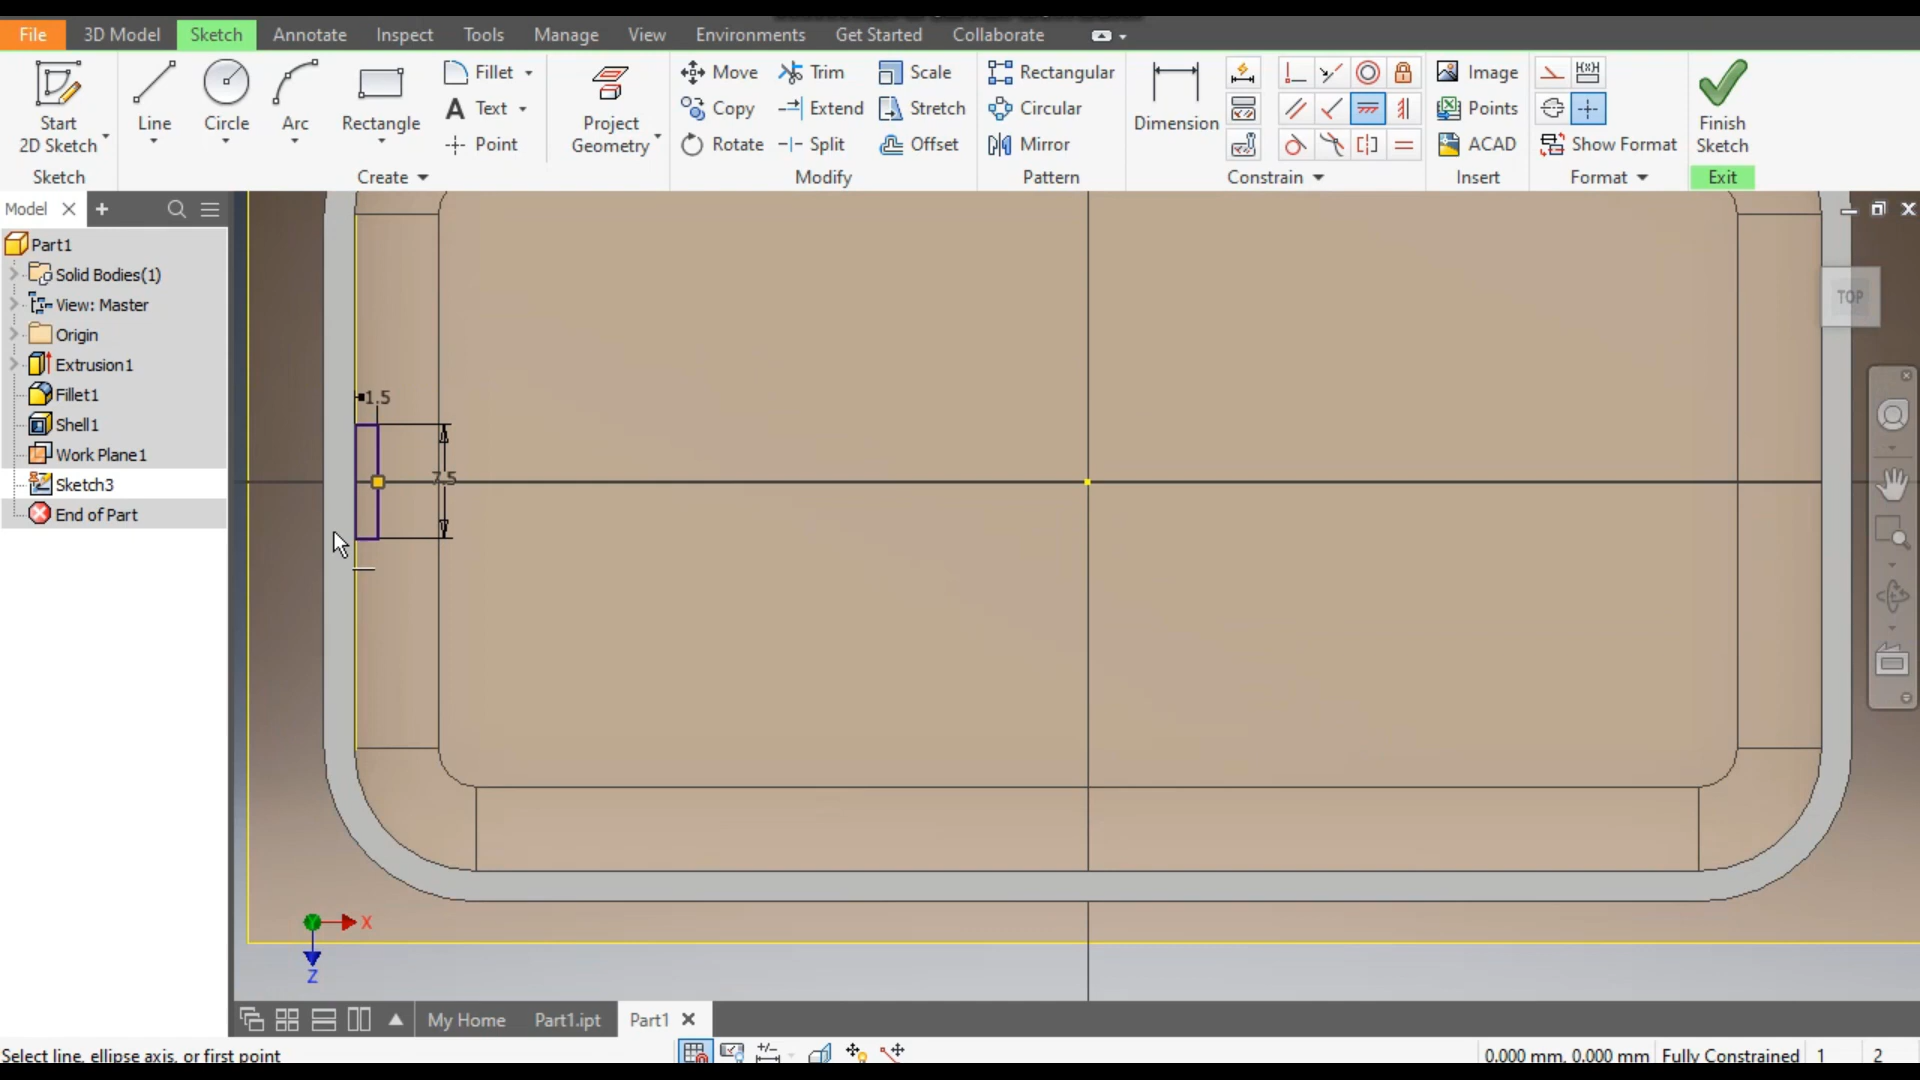 File 3D Model Sketch Annotate Inspect Tools Manage View Environments Get Started Collaborate
Start 2D Sketch
Line
Circle
Arc
Rectangle
Fillet
Text
Point
Project Geometry
Move Trim Scale
Copy Extend Stretch
Rotate Split Offset
Rectangular
Circular
Mirror
Dimension
Image
Points
ACAD
Show Format
Finish Sketch
Sketch Create Modify Pattern Constrain Insert Format Exit
Model
Part1
Solid Bodies(1)
View: Master
Origin
Extrusion1
Fillet1
Shell1
Work Plane1
Sketch3
End of Part
TOP
1.5
7.5
X
Z
My Home Part1.ipt Part1
Select line, ellipse axis, or first point
0.000 mm, 0.000 mm Fully Constrained 1 2